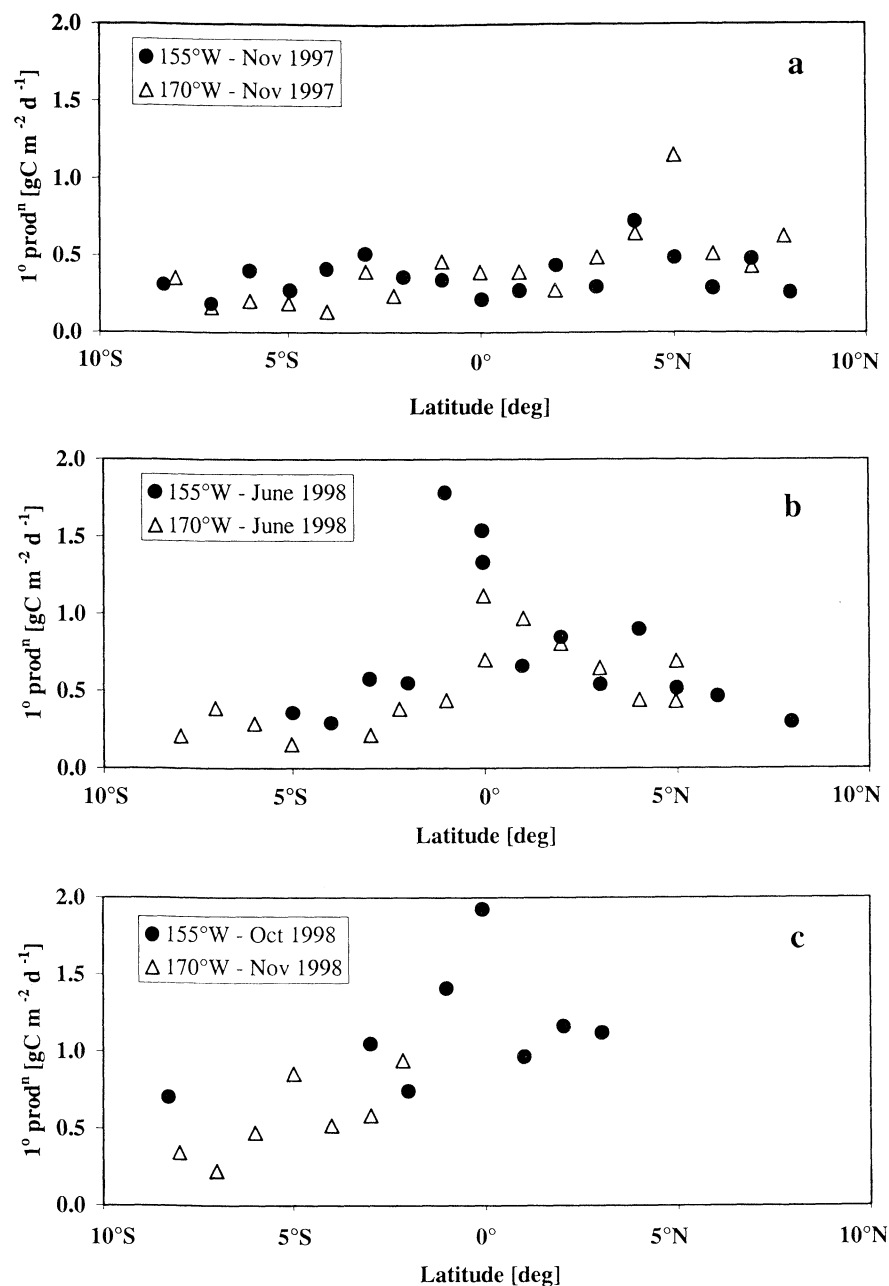 2.0
● 155°W - Nov 1997
△ 170°W - Nov 1997
a
1.5
1.0
0.5
0.0
1° prodⁿ [gC m⁻² d⁻¹]
10°S 5°S 0° 5°N 10°N
Latitude [deg]
2.0
● 155°W - June 1998
△ 170°W - June 1998
b
1.5
1.0
0.5
0.0
1° prodⁿ [gC m⁻² d⁻¹]
10°S 5°S 0° 5°N 10°N
Latitude [deg]
2.0
● 155°W - Oct 1998
△ 170°W - Nov 1998
c
1.5
1.0
0.5
0.0
1° prodⁿ [gC m⁻² d⁻¹]
10°S 5°S 0° 5°N 10°N
Latitude [deg]